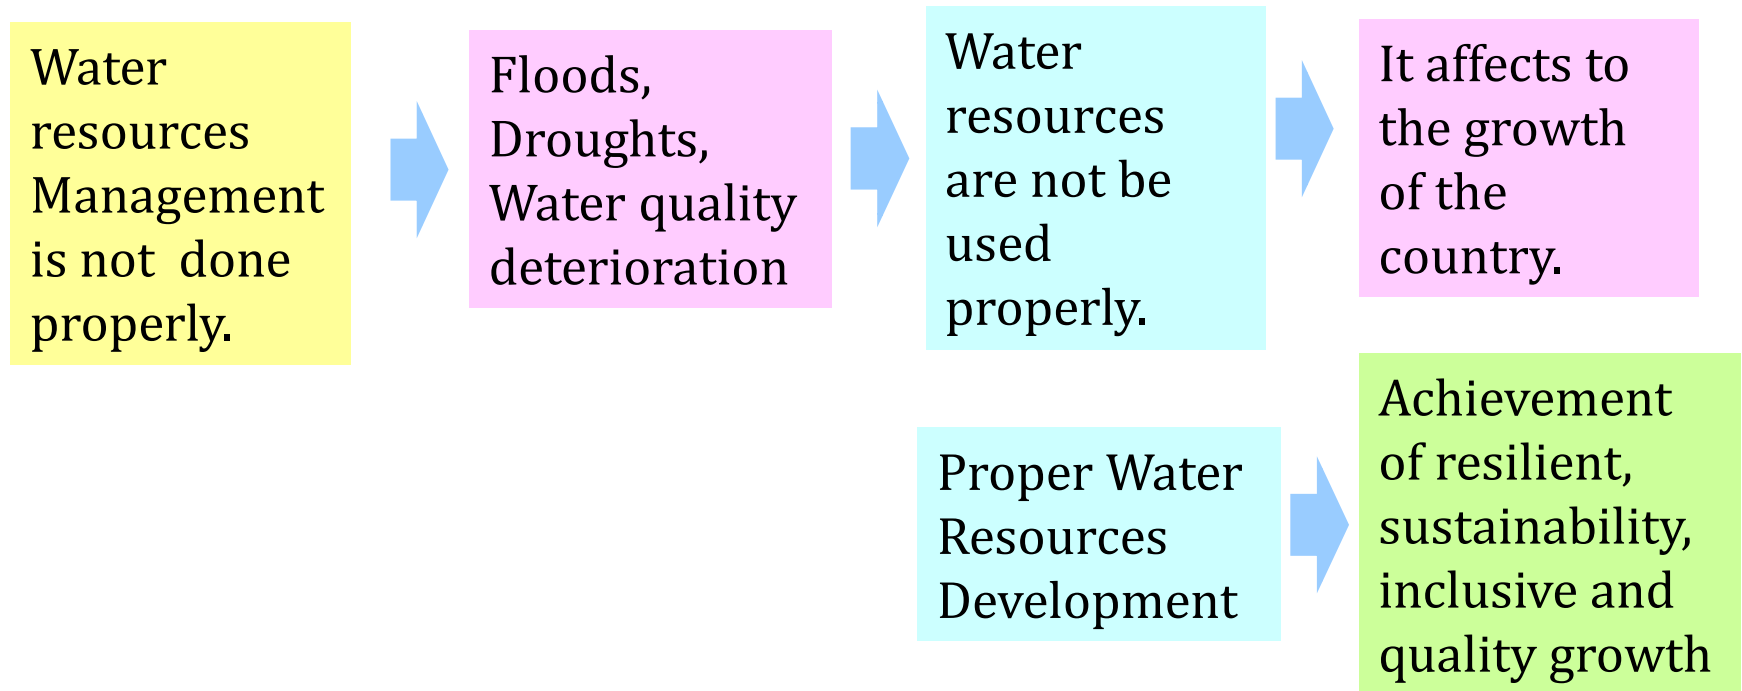 Water
resources
Management
is not  done
properly.
Floods,
Droughts,
Water quality
deterioration
Water
resources
are not be
used
properly.
It affects to
the growth
of the
country.
Proper Water
Resources
Development
Achievement
of resilient,
sustainability,
inclusive and
quality growth